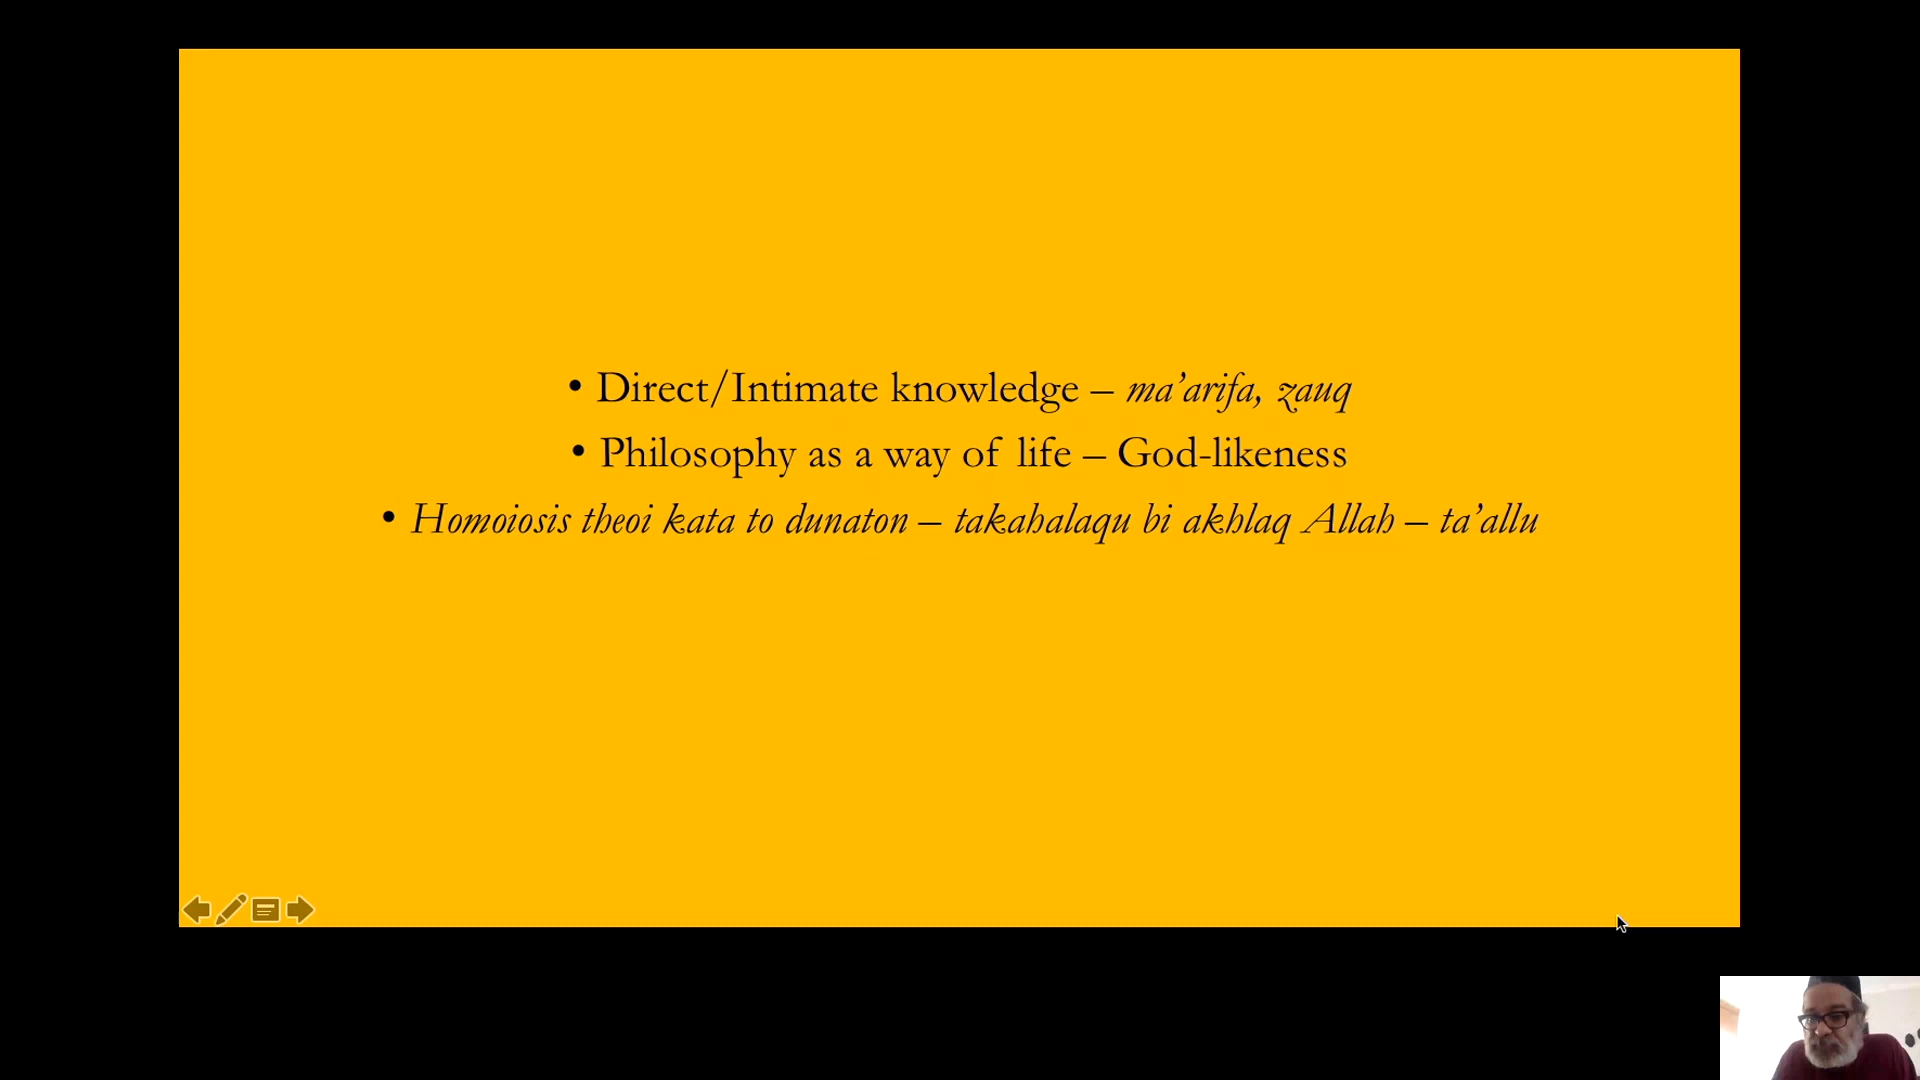 • Direct/Intimate knowledge – ma’arifa, zauq
• Philosophy as a way of life – God-likeness
• Homoiosis theoi kata to dunaton – takahalaqu bi akhlaq Allah – ta’allu